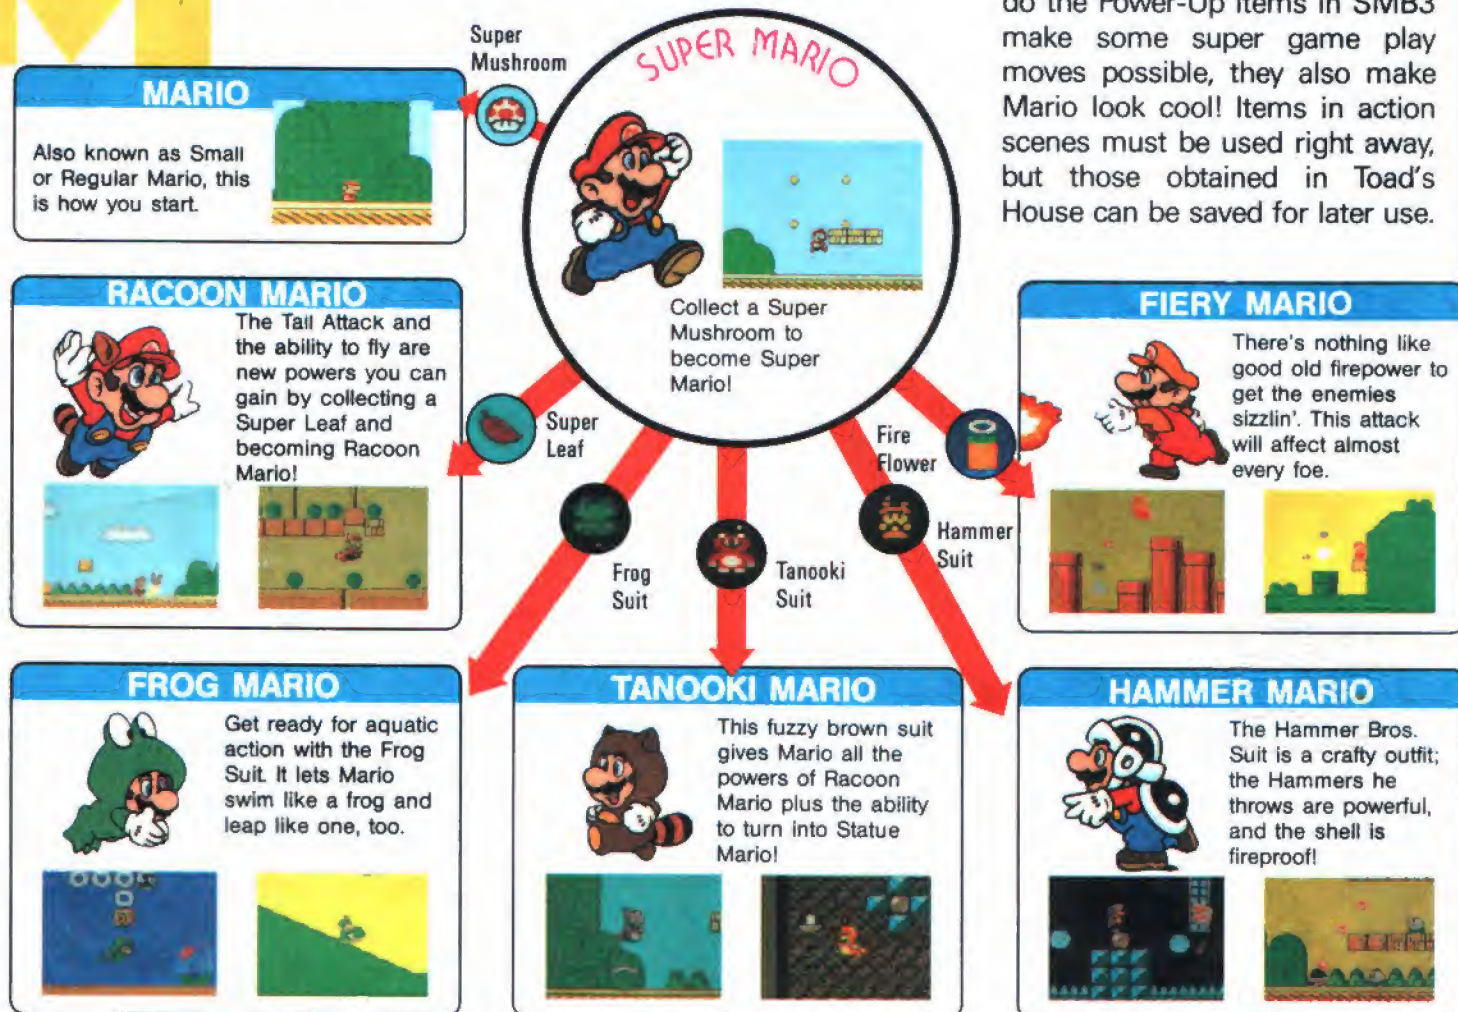 do the Power-Up items in SMB3
make some super game play
moves possible, they also make
Mario look cool! Items in action
scenes must be used right away,
but those obtained in Toad's
House can be saved for later use.
Super
Mushroom
SUPER MARIO
Collect a Super
Mushroom to
become Super
Mario!
MARIO
Also known as Small
or Regular Mario, this
is how you start.
RACOON MARIO
The Tail Attack and
the ability to fly are
new powers you can
gain by collecting a
Super Leaf and
becoming Racoon
Mario!
Super
Leaf
Frog
Suit
Tanooki
Suit
Hammer
Suit
Fire
Flower
FIERY MARIO
There's nothing like
good old firepower to
get the enemies
sizzlin'. This attack
will affect almost
every foe.
FROG MARIO
Get ready for aquatic
action with the Frog
Suit. It lets Mario
swim like a frog and
leap like one, too.
TANOOKI MARIO
This fuzzy brown suit
gives Mario all the
powers of Racoon
Mario plus the ability
to turn into Statue
Mario!
HAMMER MARIO
The Hammer Bros.
Suit is a crafty outfit;
the Hammers he
throws are powerful,
and the shell is
fireproof!